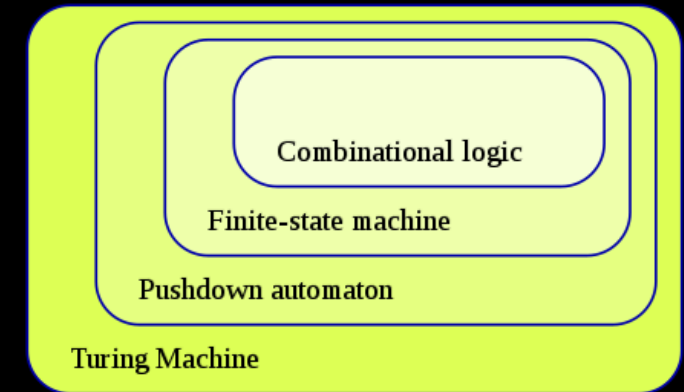 Combinational logic
Finite-state machine
Pushdown automaton
Turing Machine